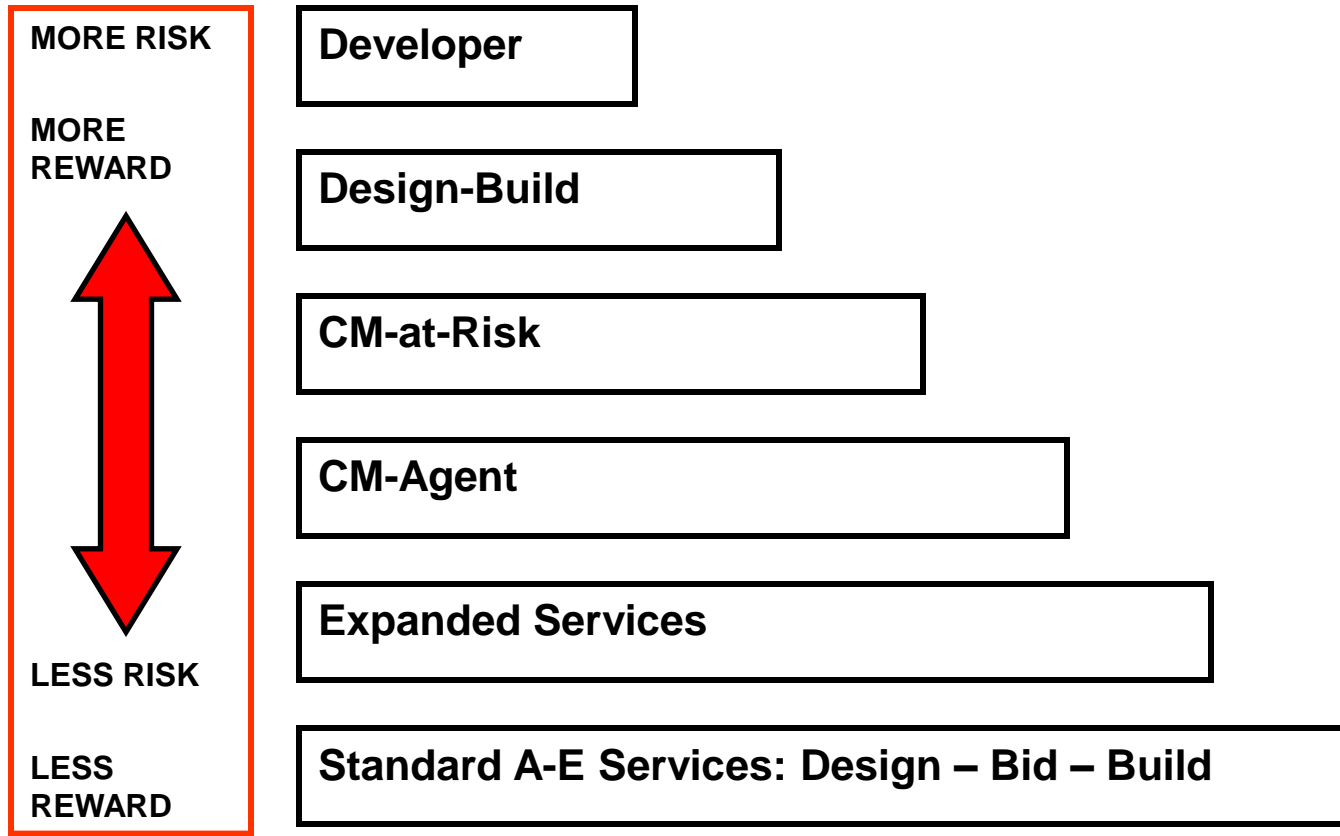 MORE RISK
MORE
REWARD
LESS RISK
LESS
REWARD
Developer
Design-Build
CM-at-Risk
CM-Agent
Expanded Services
Standard A-E Services: Design – Bid – Build